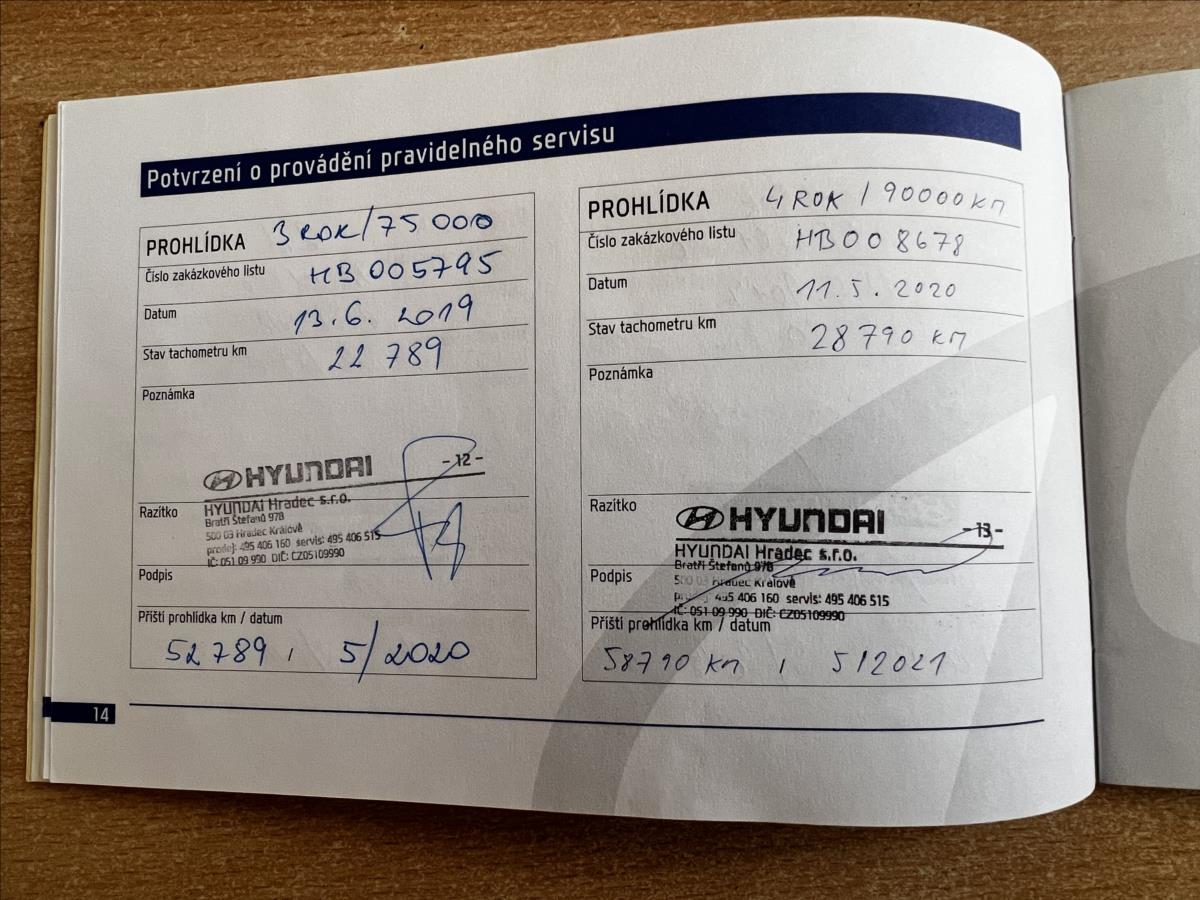 Potvrzení o provádění pravidelného servisu
PROHLÍDKA 3 ROK/75 000
Číslo zakázkového listu HB 005795
Datum 13.6. 2019
Stav tachometru km 22 789
Poznámka
HYUNDAI - 12 -
HYUNDAI Hradec s.r.o.
Razítko
Bratří Štefanů 978
500 03 Hradec Králové
prodej: 495 406 160 servis: 495 406 515
IČ: 051 09 990 DIČ: CZ05109990
Podpis
Příští prohlídka km / datum
52 789 , 5/2020
14
PROHLÍDKA 4 ROK / 90000 KM
Číslo zakázkového listu HB008678
Datum 11.5.2020
Stav tachometru km 28790 KM
Poznámka
Razítko
HYUNDAI - 13 -
HYUNDAI Hradec s.r.o.
Bratří Štefanů 978
500 03 Hradec Králové
Podpis
495 406 160 servis: 495 406 515
IČ: 051 09 990 DIČ: CZ05109990
Příští prohlídka km / datum
58790 KM , 5/2021